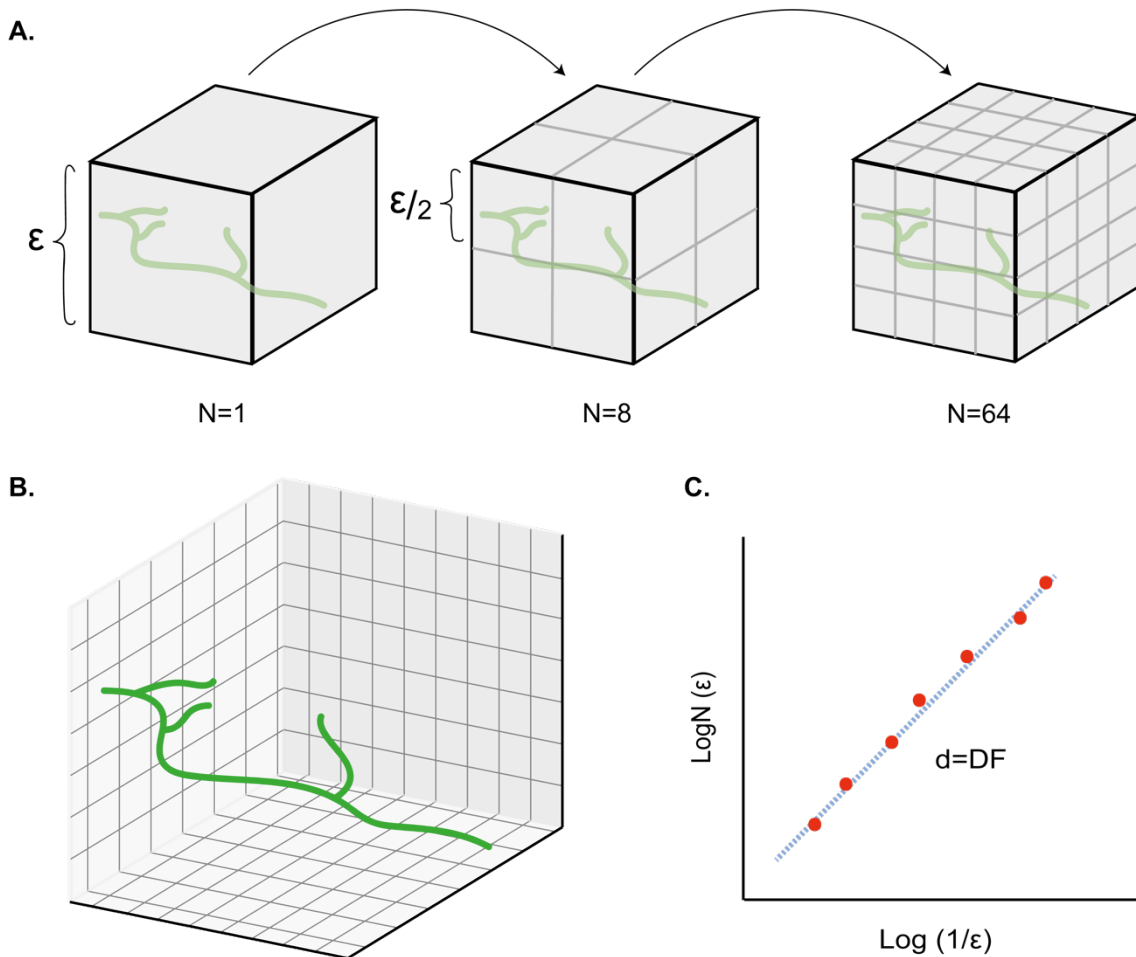 A.
ε
ε/2
N=1
N=8
N=64
B.
C.
LogN (ε)
d=DF
Log (1/ε)